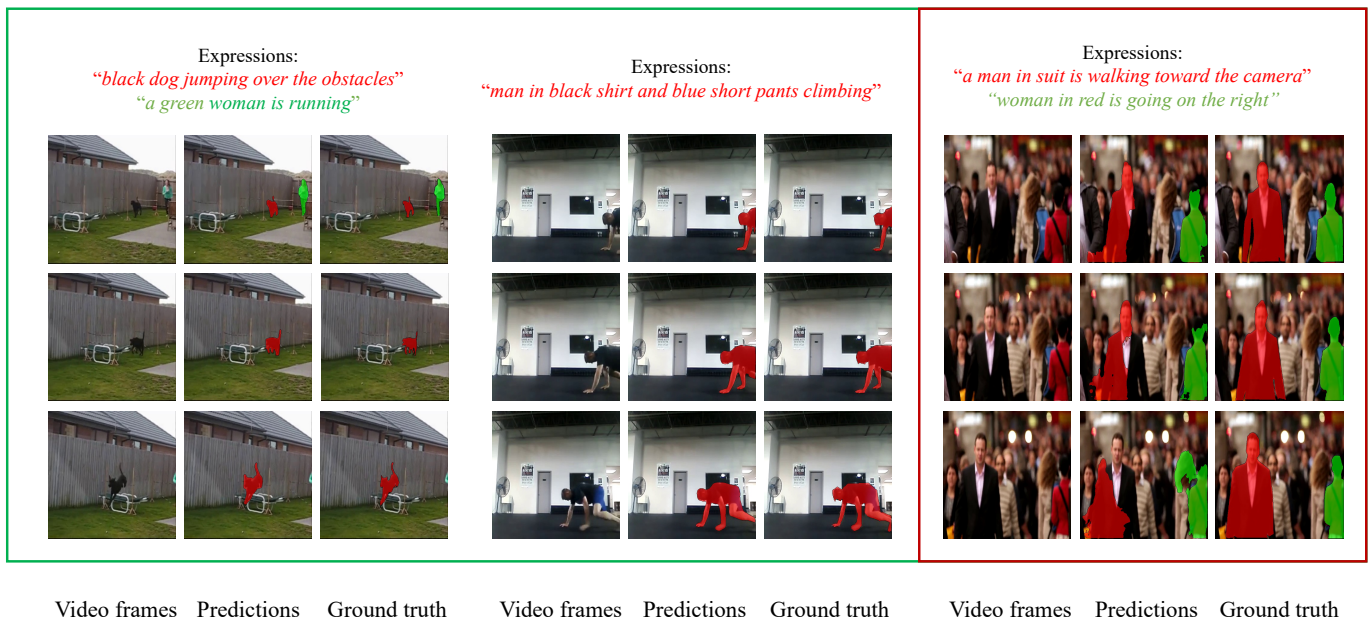 Expressions:
“black dog jumping over the obstacles”
“a green woman is running”
Expressions:
“man in black shirt and blue short pants climbing”
Expressions:
“a man in suit is walking toward the camera”
“woman in red is going on the right”
Video frames Predictions Ground truth
Video frames Predictions Ground truth
Video frames Predictions Ground truth